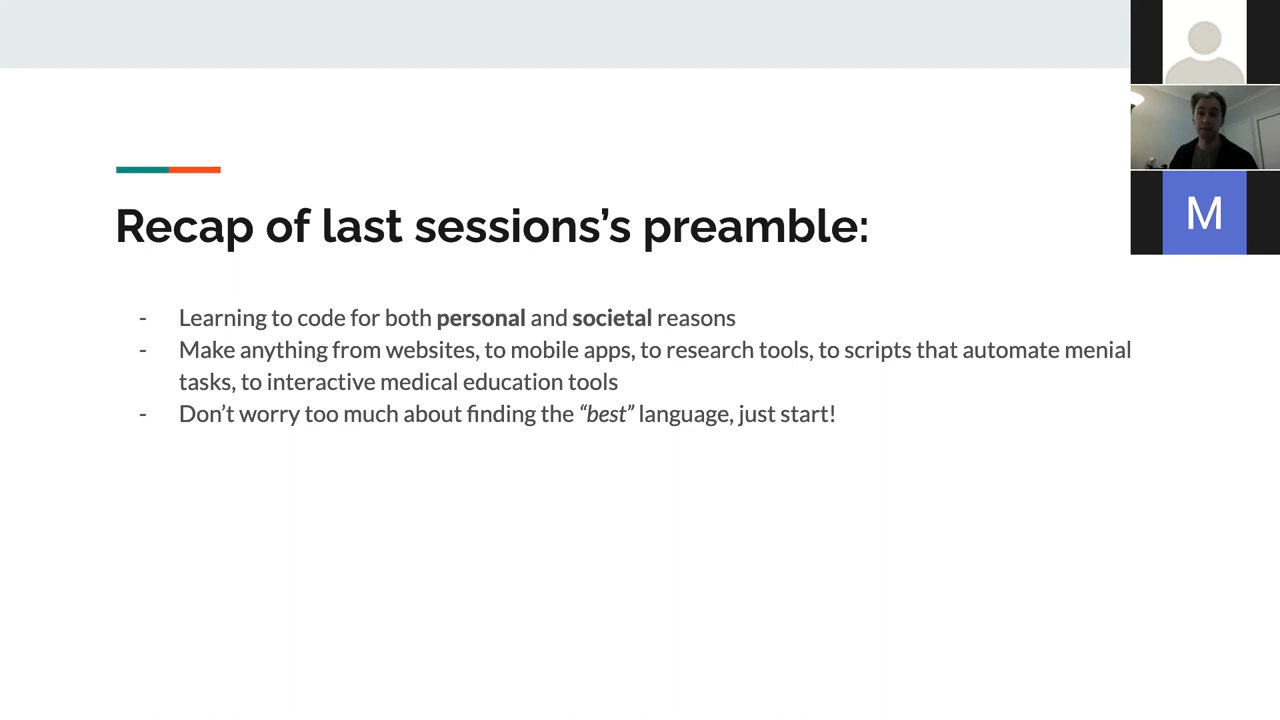 Recap of last sessions’s preamble:
- Learning to code for both personal and societal reasons
- Make anything from websites, to mobile apps, to research tools, to scripts that automate menial
tasks, to interactive medical education tools
- Don’t worry too much about finding the “best” language, just start!
M